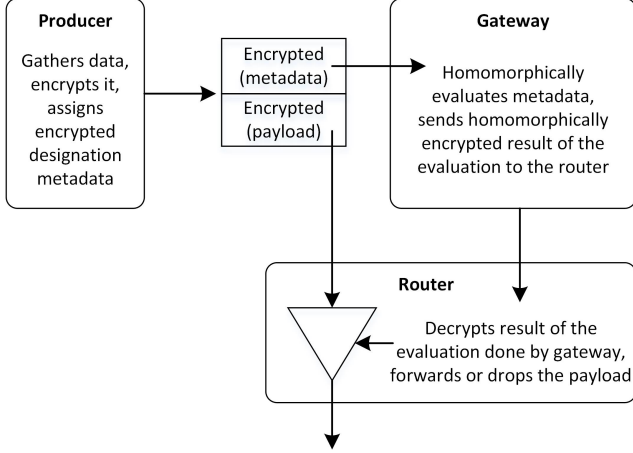 Producer
Gathers data,
encrypts it,
assigns
encrypted
designation
metadata
Encrypted
(metadata)
Encrypted
(payload)
Gateway
Homomorphically
evaluates metadata,
sends homomorphically
encrypted result of the
evaluation to the router
Router
Decrypts result of the
evaluation done by gateway,
forwards or drops the payload